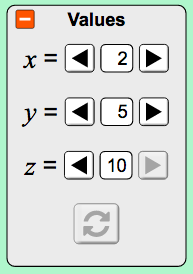 Values
x = 2
y = 5
z = 10